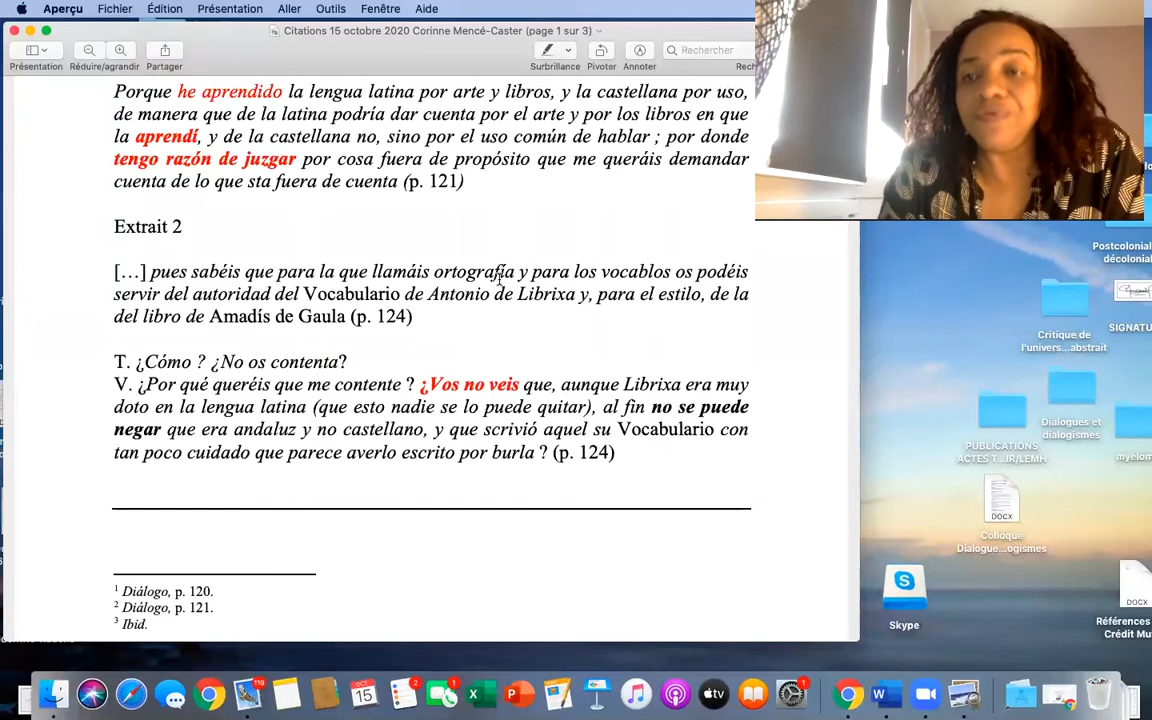 Aperçu Fichier Édition Présentation Aller Outils Fenêtre Aide
Citations 15 octobre 2020 Corinne Mencé-Caster (page 1 sur 3)
Rechercher
Présentation Réduire/agrandir Partager Surbrillance Pivoter Annoter Rech
Porque he aprendido la lengua latina por arte y libros, y la castellana por uso,
de manera que de la latina podría dar cuenta por el arte y por los libros en que
la aprendí, y de la castellana no, sino por el uso común de hablar ; por donde
tengo razón de juzgar por cosa fuera de propósito que me queráis demandar
cuenta de lo que sta fuera de cuenta (p. 121)
Extrait 2
[…] pues sabéis que para la que llamáis ortografía y para los vocablos os podéis
servir del autoridad del Vocabulario de Antonio de Librixa y, para el estilo, de la
del libro de Amadís de Gaula (p. 124)
T. ¿Cómo ? ¿No os contenta?
V. ¿Por qué queréis que me contente ? ¿Vos no veis que, aunque Librixa era muy
doto en la lengua latina (que esto nadie se lo puede quitar), al fin no se puede
negar que era andaluz y no castellano, y que scrivió aquel su Vocabulario con
tan poco cuidado que parece averlo escrito por burla ? (p. 124)
1 Diálogo, p. 120.
2 Diálogo, p. 121.
3 Ibid.
Postcolonial
décolonial
Critique de
l'univers...abstrait
SIGNATU
Dialogues et
dialogismes
PUBLICATIONS
ACTES T...IR/LEMH
myélom
DOCX
Colloque
Dialogue...ogismes
Skype
DOCX
Références
Crédit Mut
119
OCT
15
2
1
1